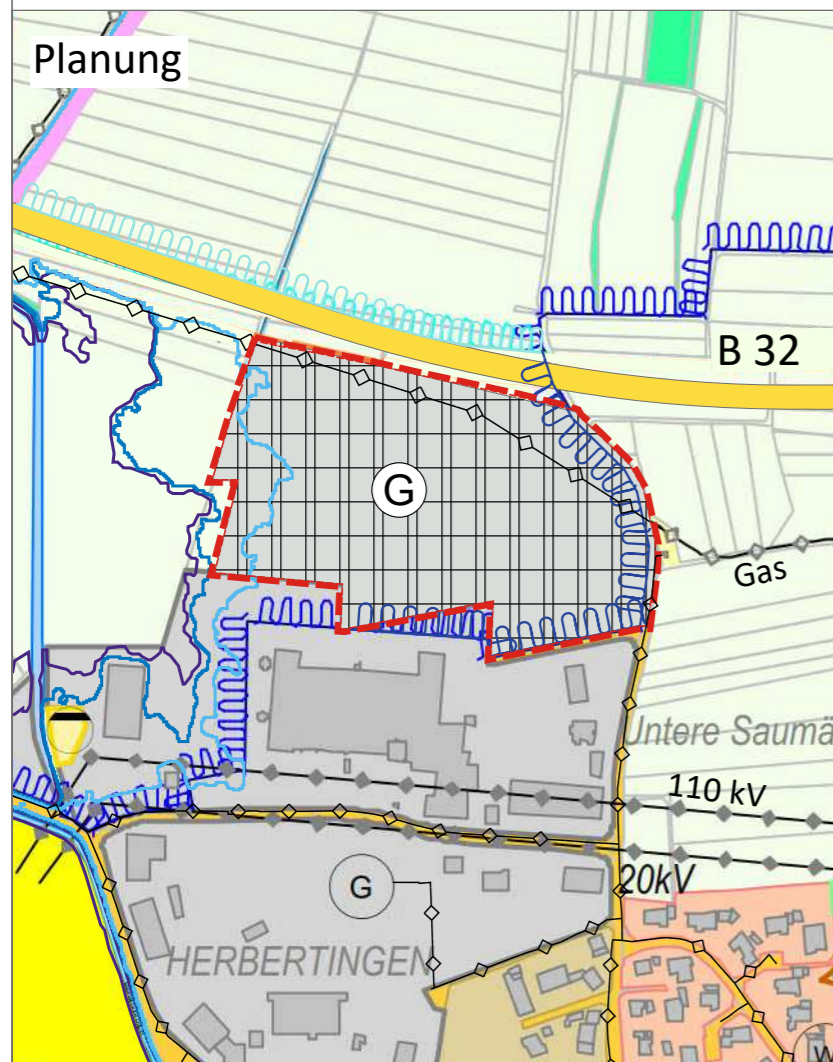 Planung
B 32
G
Gas
Untere Saumä
110 kV
20kV
G
HERBERTINGEN
W